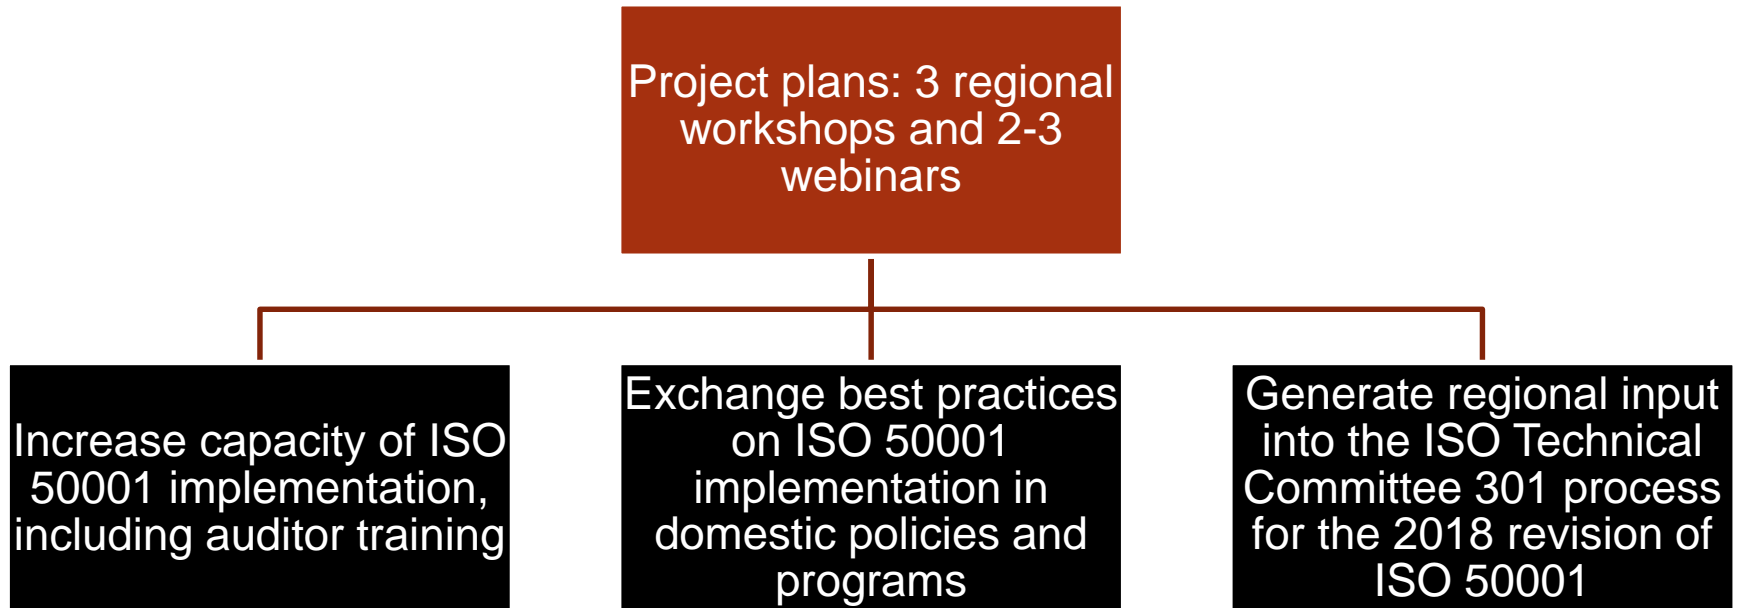 Project plans: 3 regional
workshops and 2-3
webinars
Increase capacity of ISO
50001 implementation,
including auditor training
Exchange best practices
on ISO 50001
implementation in
domestic policies and
programs
Generate regional input
into the ISO Technical
Committee 301 process
for the 2018 revision of
ISO 50001